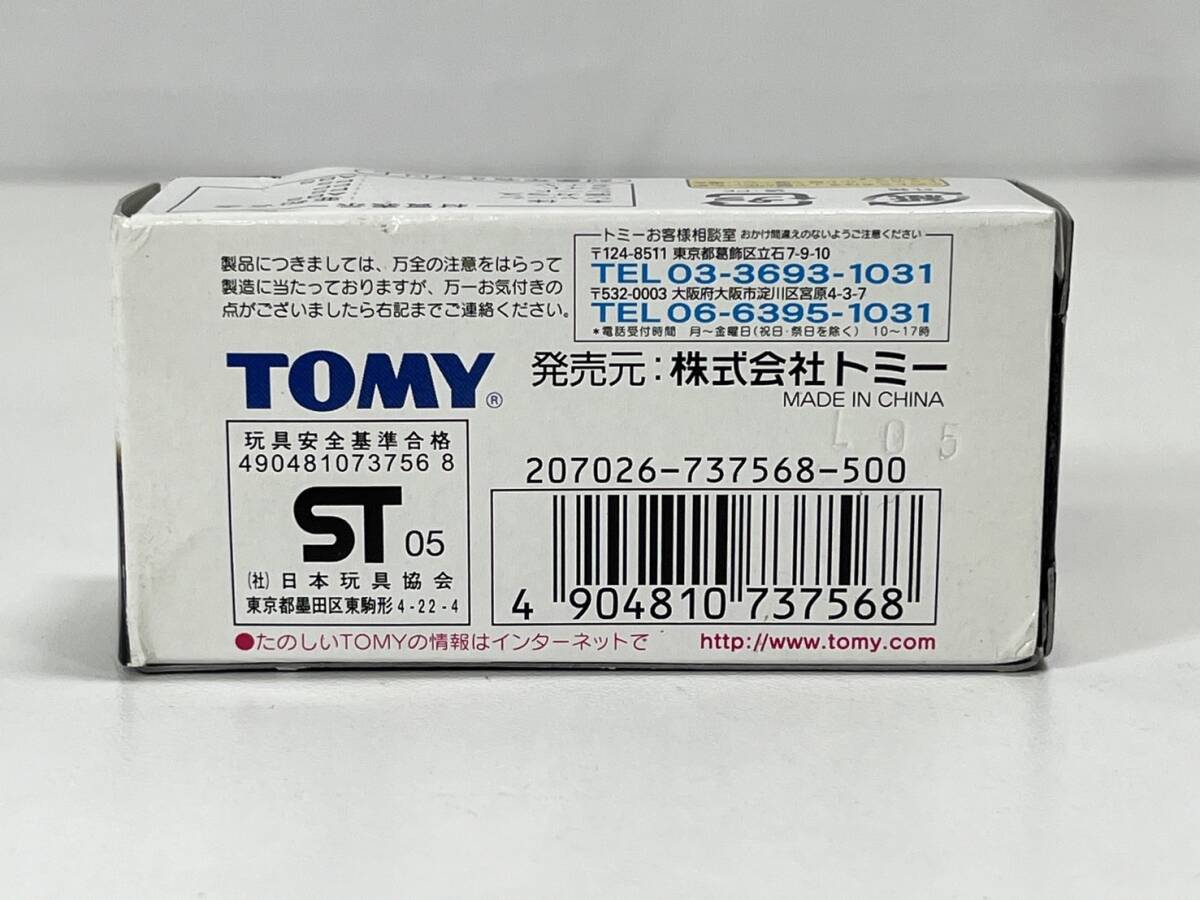 トミーお客様相談室 おかけ間違えのないようご注意ください
〒124-8511 東京都葛飾区立石7-9-10
TEL 03-3693-1031
〒532-0003 大阪府大阪市淀川区宮原4-3-7
TEL 06-6395-1031
*電話受付時間 月～金曜日(祝日・祭日を除く) 10～17時
製品につきましては、万全の注意をはらって
製造に当たっておりますが、万一お気付きの
点がございましたら右記までご連絡ください。
TOMY® 発売元:株式会社トミー
MADE IN CHINA
L 05
玩具安全基準合格
490481073756 8
ST 05
(社)日本玩具協会
東京都墨田区東駒形4-22-4
207026-737568-500
4 904810 737568
●たのしいTOMYの情報はインターネットで http://www.tomy.com